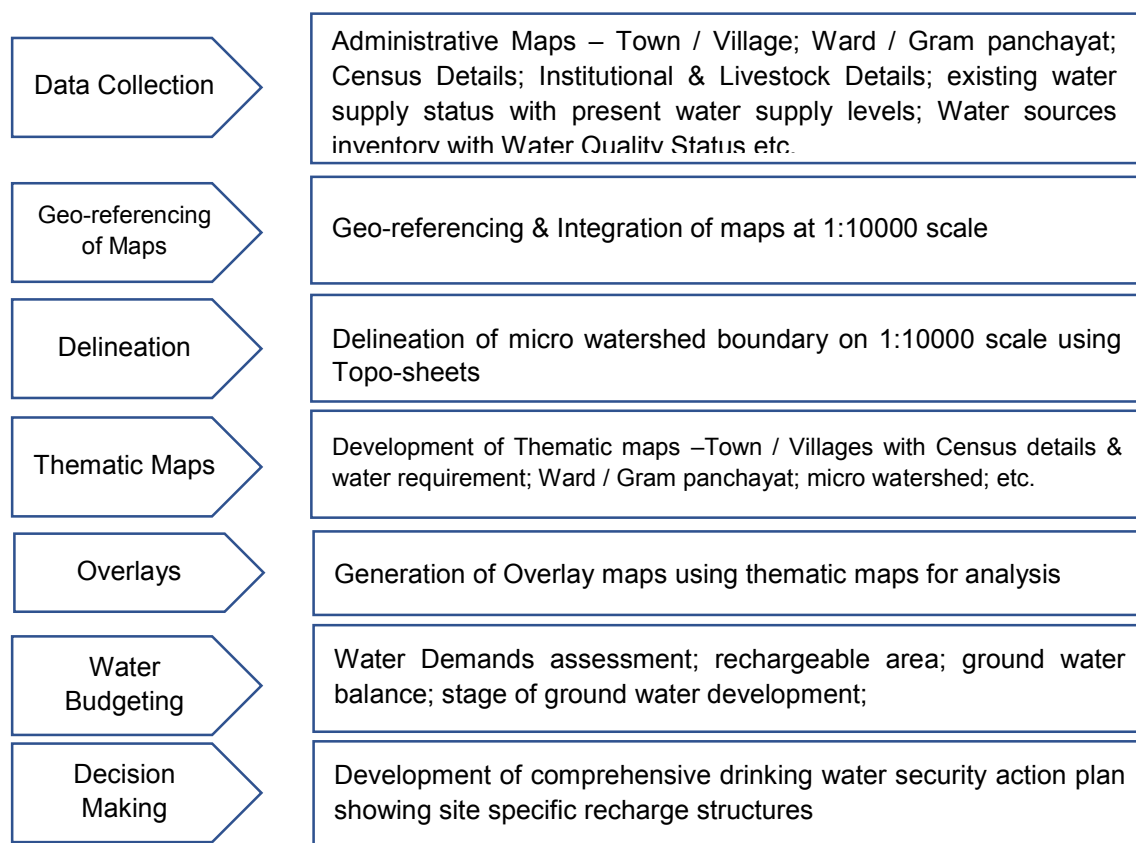 Data Collection
Administrative Maps – Town / Village; Ward / Gram panchayat;
Census Details; Institutional & Livestock Details; existing water
supply status with present water supply levels; Water sources
inventory with Water Quality Status etc.
Geo-referencing
of Maps
Geo-referencing & Integration of maps at 1:10000 scale
Delineation
Delineation of micro watershed boundary on 1:10000 scale using
Topo-sheets
Thematic Maps
Development of Thematic maps –Town / Villages with Census details &
water requirement; Ward / Gram panchayat; micro watershed; etc.
Overlays
Generation of Overlay maps using thematic maps for analysis
Water
Budgeting
Water Demands assessment; rechargeable area; ground water
balance; stage of ground water development;
Decision
Making
Development of comprehensive drinking water security action plan
showing site specific recharge structures